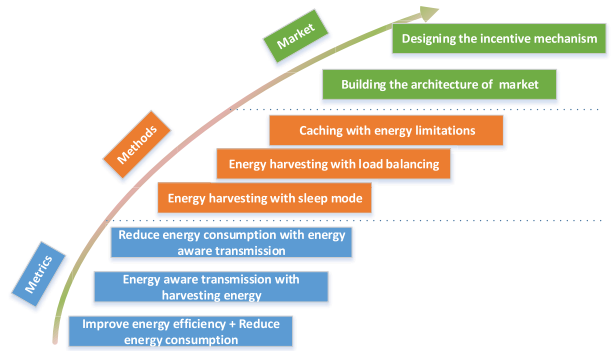 Market
Designing the incentive mechanism
Building the architecture of market
Methods
Caching with energy limitations
Energy harvesting with load balancing
Energy harvesting with sleep mode
Metrics
Reduce energy consumption with energy
aware transmission
Energy aware transmission with
harvesting energy
Improve energy efficiency + Reduce
energy consumption